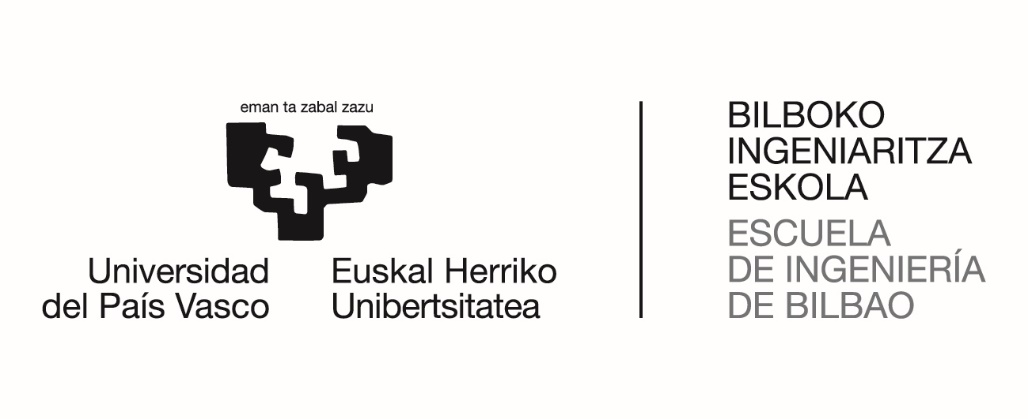 eman ta zabal zazu
Universidad
del País Vasco
Euskal Herriko
Unibertsitatea
BILBOKO
INGENIARITZA
ESKOLA
ESCUELA
DE INGENIERÍA
DE BILBAO